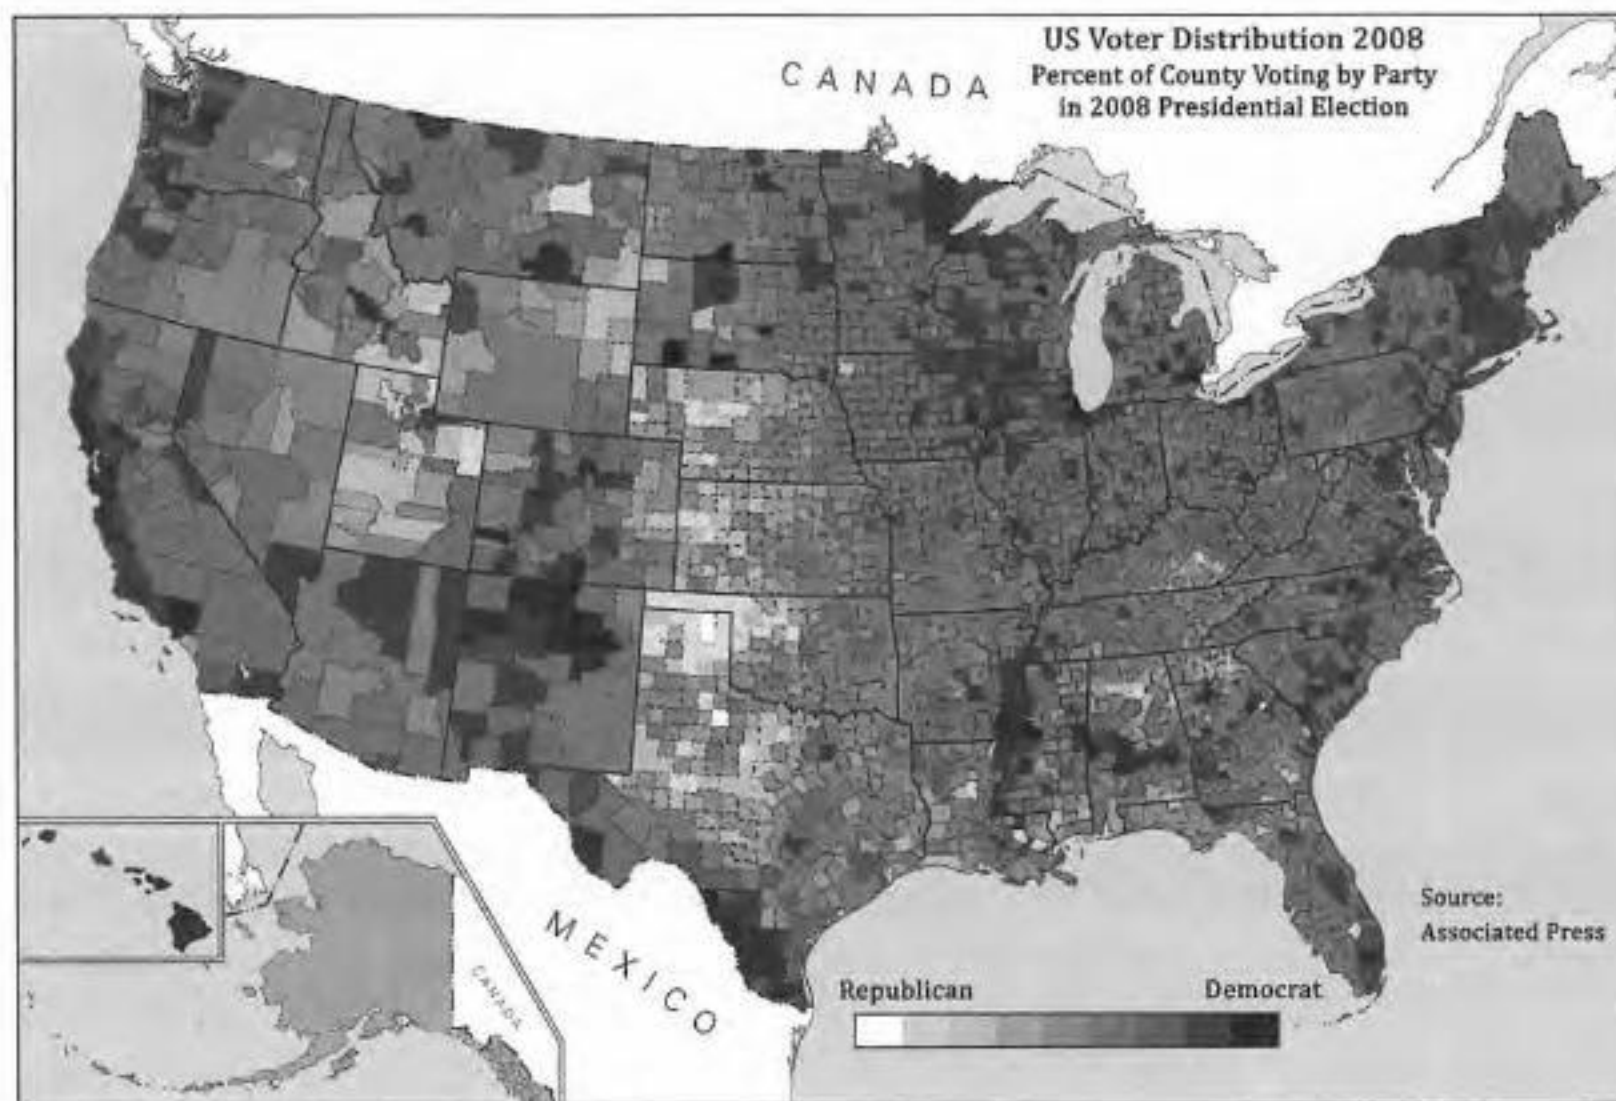 US Voter Distribution 2008
Percent of County Voting by Party
in 2008 Presidential Election
CANADA
MEXICO
CANADA
Source:
Associated Press
Republican
Democrat